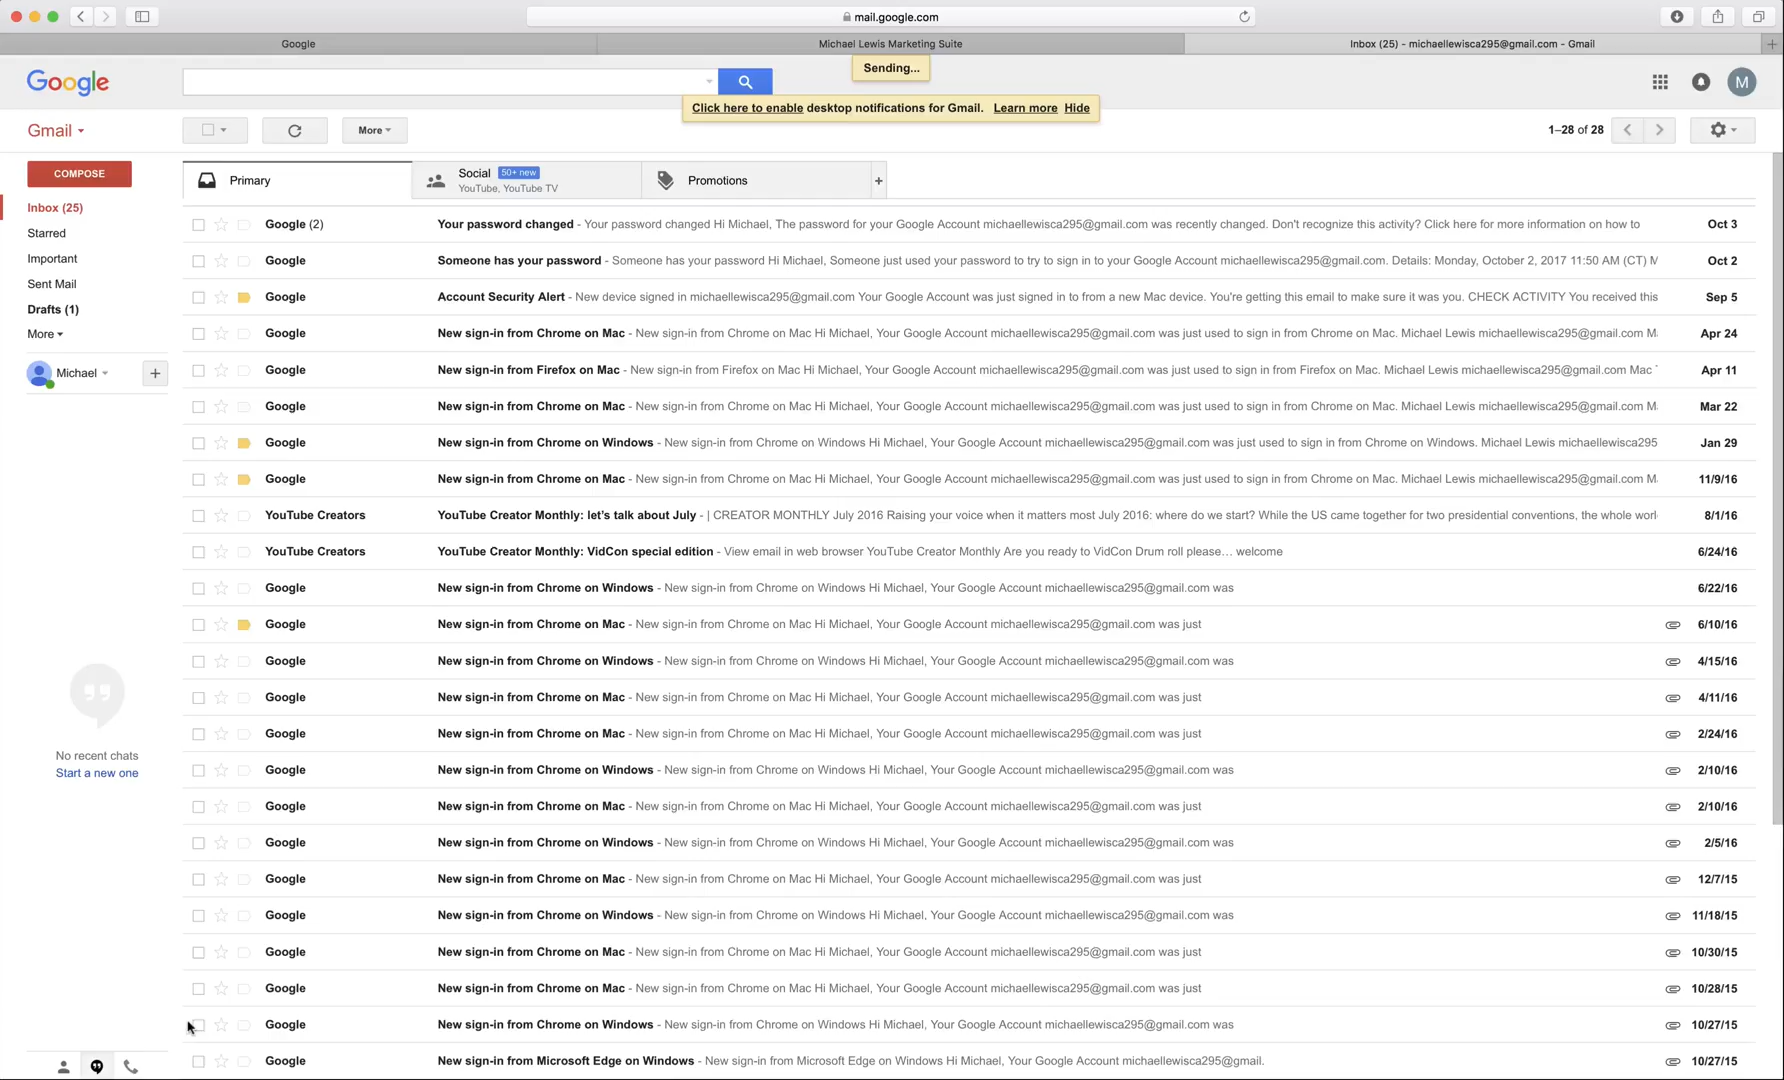 mail.google.com
Google
Michael Lewis Marketing Suite
Inbox (25) - michaellewisca295@gmail.com - Gmail
Sending...
Google
M
Click here to enable desktop notifications for Gmail. Learn more Hide
Gmail
More
1–28 of 28
COMPOSE
Inbox (25)
Starred
Important
Sent Mail
Drafts (1)
More
Michael
No recent chats
Start a new one
Primary
Social 50+ new
YouTube, YouTube TV
Promotions
Google (2) Your password changed - Your password changed Hi Michael, The password for your Google Account michaellewisca295@gmail.com was recently changed. Don't recognize this activity? Click here for more information on how to Oct 3
Google Someone has your password - Someone has your password Hi Michael, Someone just used your password to try to sign in to your Google Account michaellewisca295@gmail.com. Details: Monday, October 2, 2017 11:50 AM (CT) M Oct 2
Google Account Security Alert - New device signed in michaellewisca295@gmail.com Your Google Account was just signed in to from a new Mac device. You're getting this email to make sure it was you. CHECK ACTIVITY You received this Sep 5
Google New sign-in from Chrome on Mac - New sign-in from Chrome on Mac Hi Michael, Your Google Account michaellewisca295@gmail.com was just used to sign in from Chrome on Mac. Michael Lewis michaellewisca295@gmail.com Apr 24
Google New sign-in from Firefox on Mac - New sign-in from Firefox on Mac Hi Michael, Your Google Account michaellewisca295@gmail.com was just used to sign in from Firefox on Mac. Michael Lewis michaellewisca295@gmail.com Mac Apr 11
Google New sign-in from Chrome on Mac - New sign-in from Chrome on Mac Hi Michael, Your Google Account michaellewisca295@gmail.com was just used to sign in from Chrome on Mac. Michael Lewis michaellewisca295@gmail.com Mar 22
Google New sign-in from Chrome on Windows - New sign-in from Chrome on Windows Hi Michael, Your Google Account michaellewisca295@gmail.com was just used to sign in from Chrome on Windows. Michael Lewis michaellewisca295 Jan 29
Google New sign-in from Chrome on Mac - New sign-in from Chrome on Mac Hi Michael, Your Google Account michaellewisca295@gmail.com was just used to sign in from Chrome on Mac. Michael Lewis michaellewisca295@gmail.com 11/9/16
YouTube Creators YouTube Creator Monthly: let's talk about July - | CREATOR MONTHLY July 2016 Raising your voice when it matters most July 2016: where do we start? While the US came together for two presidential conventions, the whole worl 8/1/16
YouTube Creators YouTube Creator Monthly: VidCon special edition - View email in web browser YouTube Creator Monthly Are you ready to VidCon Drum roll please… welcome 6/24/16
Google New sign-in from Chrome on Windows - New sign-in from Chrome on Windows Hi Michael, Your Google Account michaellewisca295@gmail.com was 6/22/16
Google New sign-in from Chrome on Mac - New sign-in from Chrome on Mac Hi Michael, Your Google Account michaellewisca295@gmail.com was just 6/10/16
Google New sign-in from Chrome on Windows - New sign-in from Chrome on Windows Hi Michael, Your Google Account michaellewisca295@gmail.com was 4/15/16
Google New sign-in from Chrome on Mac - New sign-in from Chrome on Mac Hi Michael, Your Google Account michaellewisca295@gmail.com was just 4/11/16
Google New sign-in from Chrome on Mac - New sign-in from Chrome on Mac Hi Michael, Your Google Account michaellewisca295@gmail.com was just 2/24/16
Google New sign-in from Chrome on Windows - New sign-in from Chrome on Windows Hi Michael, Your Google Account michaellewisca295@gmail.com was 2/10/16
Google New sign-in from Chrome on Mac - New sign-in from Chrome on Mac Hi Michael, Your Google Account michaellewisca295@gmail.com was just 2/10/16
Google New sign-in from Chrome on Windows - New sign-in from Chrome on Windows Hi Michael, Your Google Account michaellewisca295@gmail.com was 2/5/16
Google New sign-in from Chrome on Mac - New sign-in from Chrome on Mac Hi Michael, Your Google Account michaellewisca295@gmail.com was just 12/7/15
Google New sign-in from Chrome on Windows - New sign-in from Chrome on Windows Hi Michael, Your Google Account michaellewisca295@gmail.com was 11/18/15
Google New sign-in from Chrome on Mac - New sign-in from Chrome on Mac Hi Michael, Your Google Account michaellewisca295@gmail.com was just 10/30/15
Google New sign-in from Chrome on Mac - New sign-in from Chrome on Mac Hi Michael, Your Google Account michaellewisca295@gmail.com was just 10/28/15
Google New sign-in from Chrome on Windows - New sign-in from Chrome on Windows Hi Michael, Your Google Account michaellewisca295@gmail.com was 10/27/15
Google New sign-in from Microsoft Edge on Windows - New sign-in from Microsoft Edge on Windows Hi Michael, Your Google Account michaellewisca295@gmail. 10/27/15